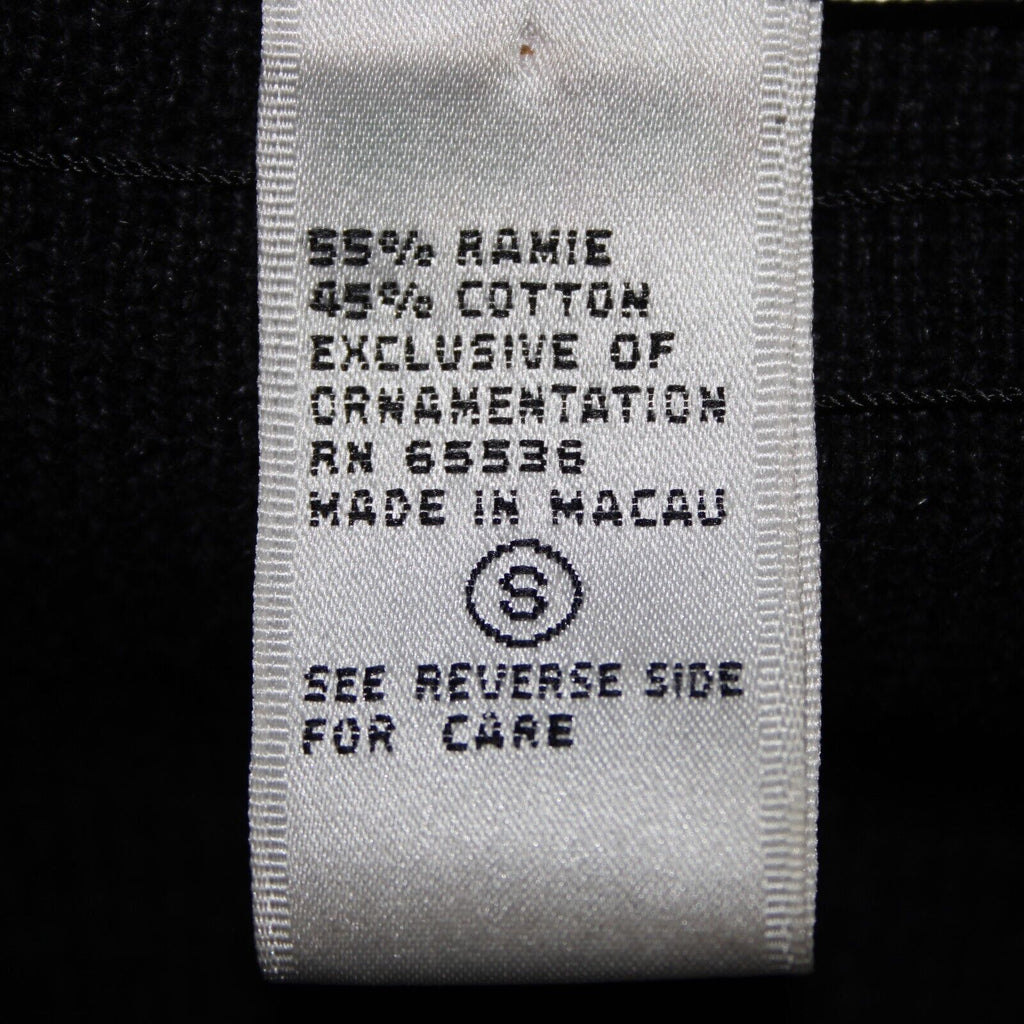 55% RAMIE
45% COTTON
EXCLUSIVE OF
ORNAMENTATION
RN 65536
MADE IN MACAU
S
SEE REVERSE SIDE
FOR CARE